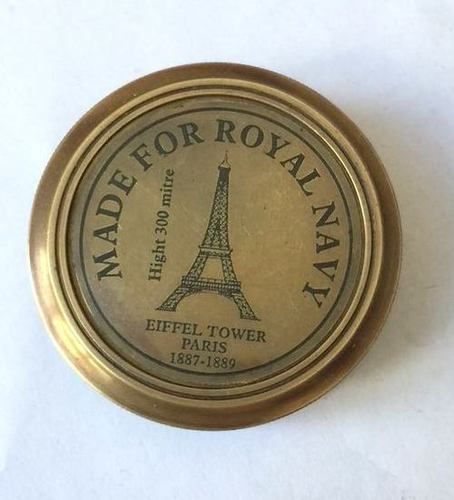 MADE FOR ROYAL NAVY
Hight 300 mitre
EIFFEL TOWER
PARIS
1887-1889